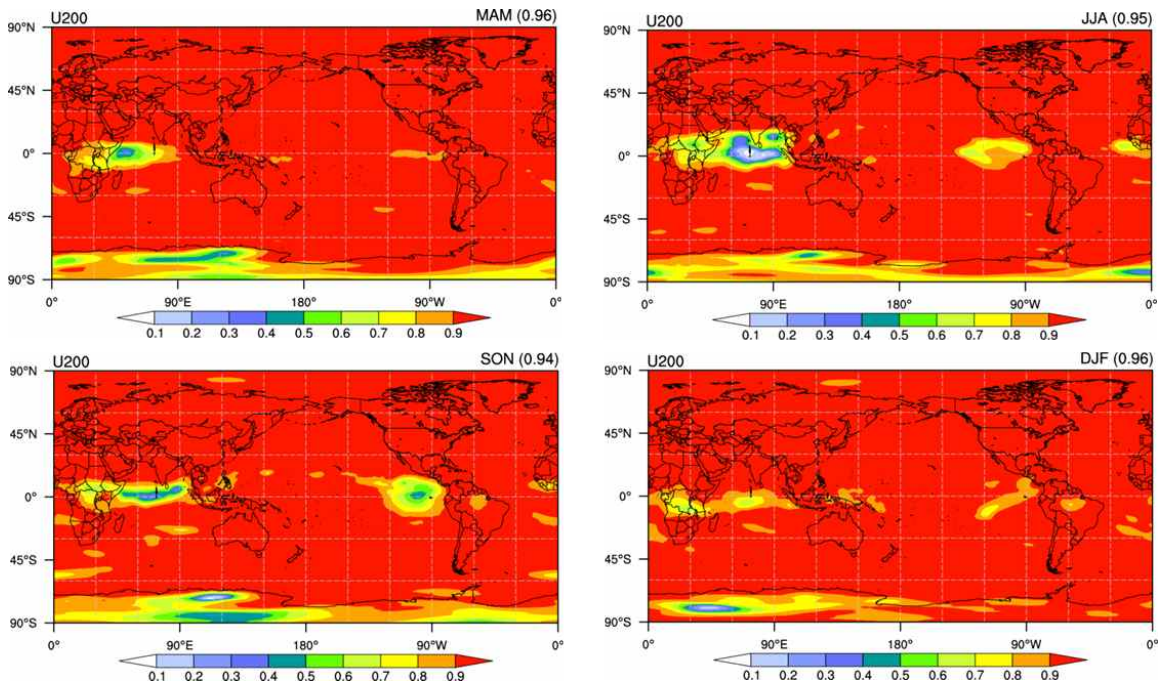 U200 MAM (0.96)
90°N
45°N
0°
45°S
90°S
0° 90°E 180° 90°W 0°
0.1 0.2 0.3 0.4 0.5 0.6 0.7 0.8 0.9
U200 JJA (0.95)
90°N
45°N
0°
45°S
90°S
0° 90°E 180° 90°W 0°
0.1 0.2 0.3 0.4 0.5 0.6 0.7 0.8 0.9
U200 SON (0.94)
90°N
45°N
0°
45°S
90°S
0° 90°E 180° 90°W 0°
0.1 0.2 0.3 0.4 0.5 0.6 0.7 0.8 0.9
U200 DJF (0.96)
90°N
45°N
0°
45°S
90°S
0° 90°E 180° 90°W 0°
0.1 0.2 0.3 0.4 0.5 0.6 0.7 0.8 0.9